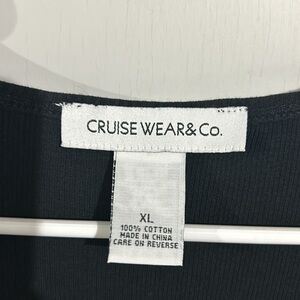 CRUISE WEAR & Co.
XL
100% COTTON
MADE IN CHINA
CARE ON REVERSE